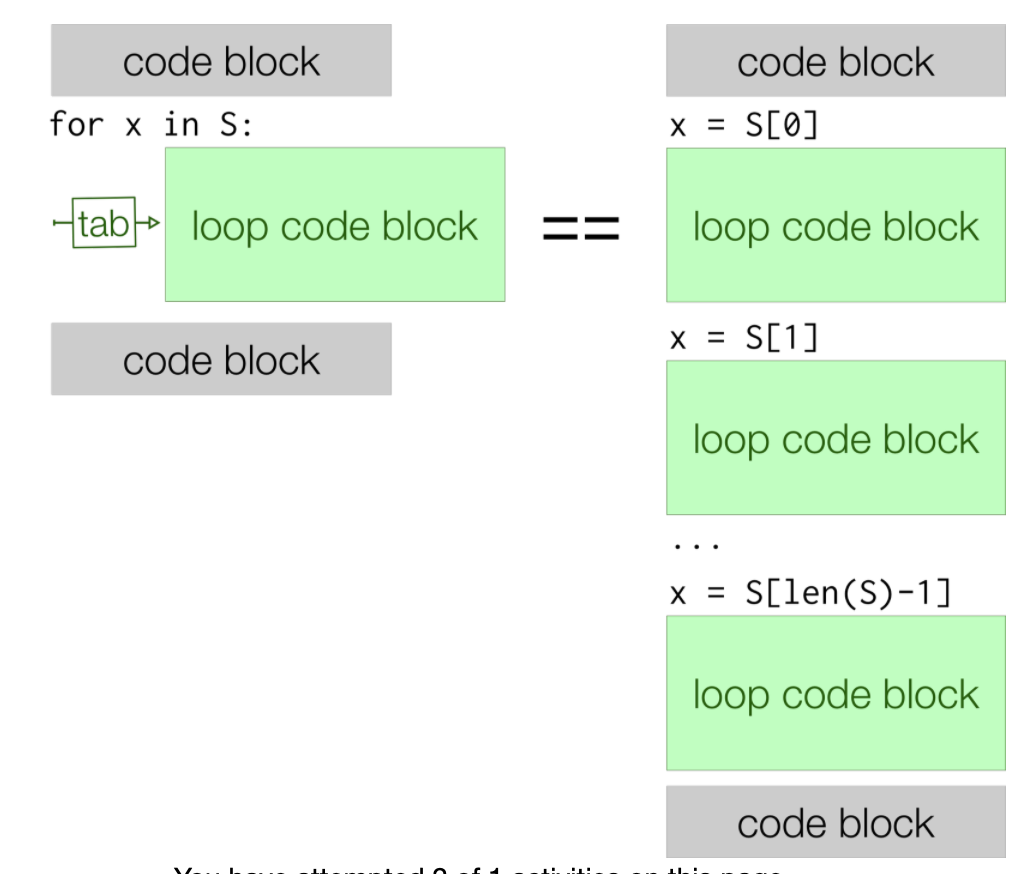 code block
for x in S:
tab
loop code block
code block
==
code block
x = S[0]
loop code block
x = S[1]
loop code block
...
x = S[len(S)-1]
loop code block
code block
You have attempted of 1 activities on this page